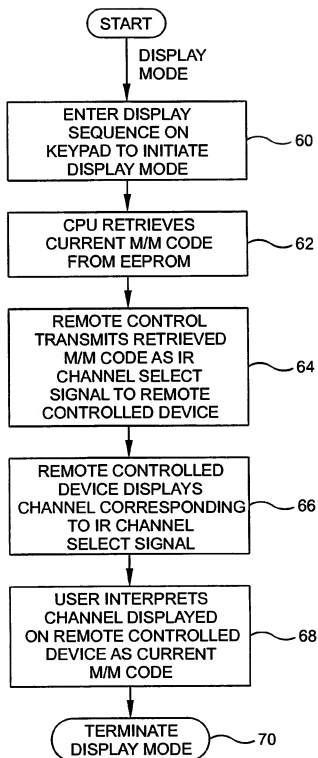 START
DISPLAY
MODE
ENTER DISPLAY
SEQUENCE ON
KEYPAD TO INITIATE
DISPLAY MODE
60
CPU RETRIEVES
CURRENT M/M CODE
FROM EEPROM
62
REMOTE CONTROL
TRANSMITS RETRIEVED
M/M CODE AS IR
CHANNEL SELECT
SIGNAL TO REMOTE
CONTROLLED DEVICE
64
REMOTE CONTROLLED
DEVICE DISPLAYS
CHANNEL CORRESPONDING
TO IR CHANNEL
SELECT SIGNAL
66
USER INTERPRETS
CHANNEL DISPLAYED
ON REMOTE CONTROLLED
DEVICE AS CURRENT
M/M CODE
68
TERMINATE
DISPLAY MODE
70